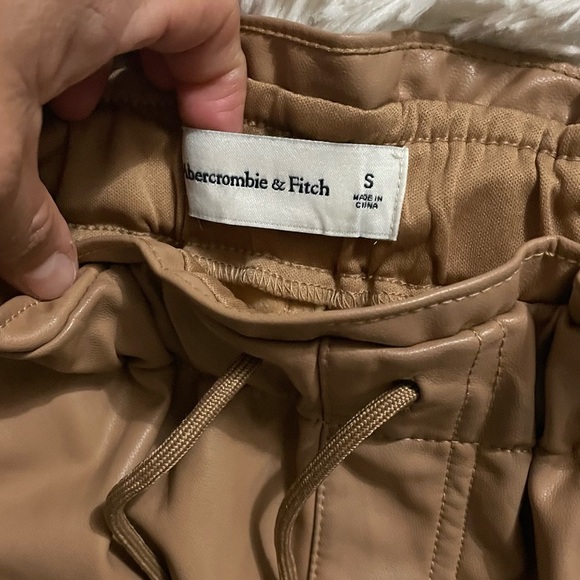 Abercrombie & Fitch
S
MADE IN
CHINA